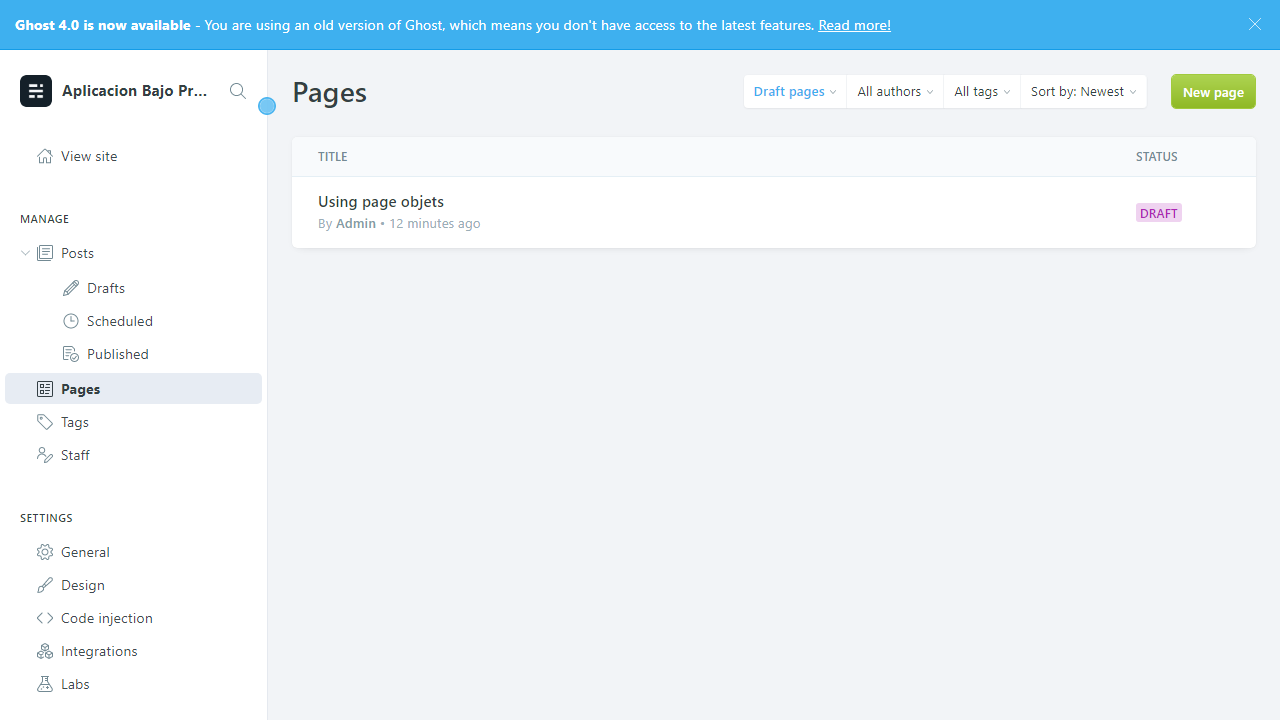 Ghost 4.0 is now available - You are using an old version of Ghost, which means you don't have access to the latest features. Read more!
Aplicacion Bajo Pr...
View site
MANAGE
Posts
Drafts
Scheduled
Published
Pages
Tags
Staff
SETTINGS
General
Design
Code injection
Integrations
Labs
Pages
Draft pages
All authors
All tags
Sort by: Newest
New page
TITLE
STATUS
Using page objets
By Admin • 12 minutes ago
DRAFT